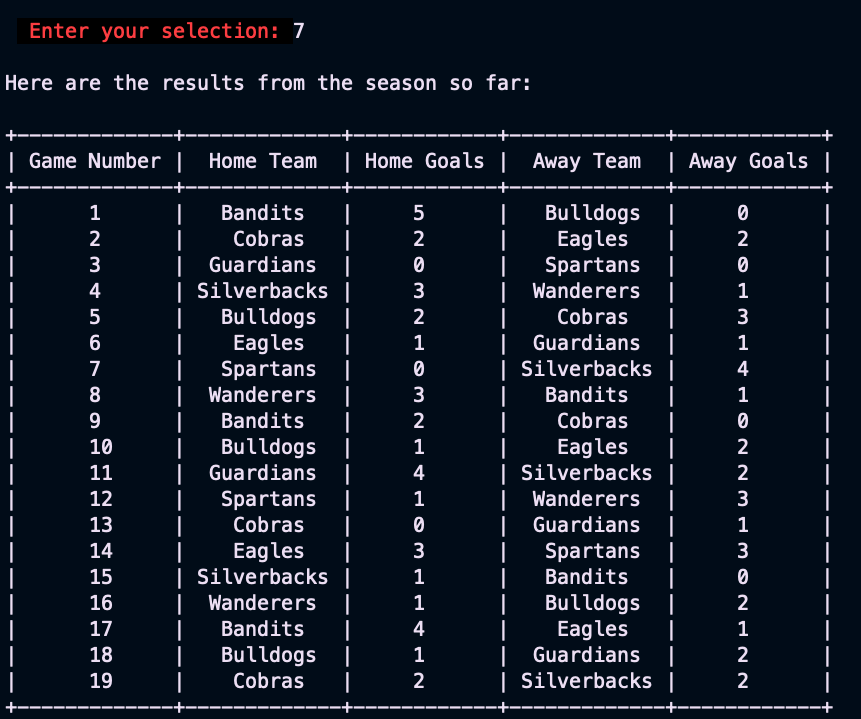 Enter your selection: 7
Here are the results from the season so far:
+-------------+-------------+------------+-------------+------------+
| Game Number |  Home Team  | Home Goals |  Away Team  | Away Goals |
+-------------+-------------+------------+-------------+------------+
|      1      |   Bandits   |     5      |   Bulldogs  |     0      |
|      2      |    Cobras   |     2      |    Eagles   |     2      |
|      3      |  Guardians  |     0      |   Spartans  |     0      |
|      4      | Silverbacks |     3      |  Wanderers  |     1      |
|      5      |   Bulldogs  |     2      |    Cobras   |     3      |
|      6      |    Eagles   |     1      |  Guardians  |     1      |
|      7      |   Spartans  |     0      | Silverbacks |     4      |
|      8      |  Wanderers  |     3      |   Bandits   |     1      |
|      9      |   Bandits   |     2      |    Cobras   |     0      |
|      10     |   Bulldogs  |     1      |    Eagles   |     2      |
|      11     |  Guardians  |     4      | Silverbacks |     2      |
|      12     |   Spartans  |     1      |  Wanderers  |     3      |
|      13     |    Cobras   |     0      |  Guardians  |     1      |
|      14     |    Eagles   |     3      |   Spartans  |     3      |
|      15     | Silverbacks |     1      |   Bandits   |     0      |
|      16     |  Wanderers  |     1      |   Bulldogs  |     2      |
|      17     |   Bandits   |     4      |    Eagles   |     1      |
|      18     |   Bulldogs  |     1      |  Guardians  |     2      |
|      19     |    Cobras   |     2      | Silverbacks |     2      |
+-------------+-------------+------------+-------------+------------+